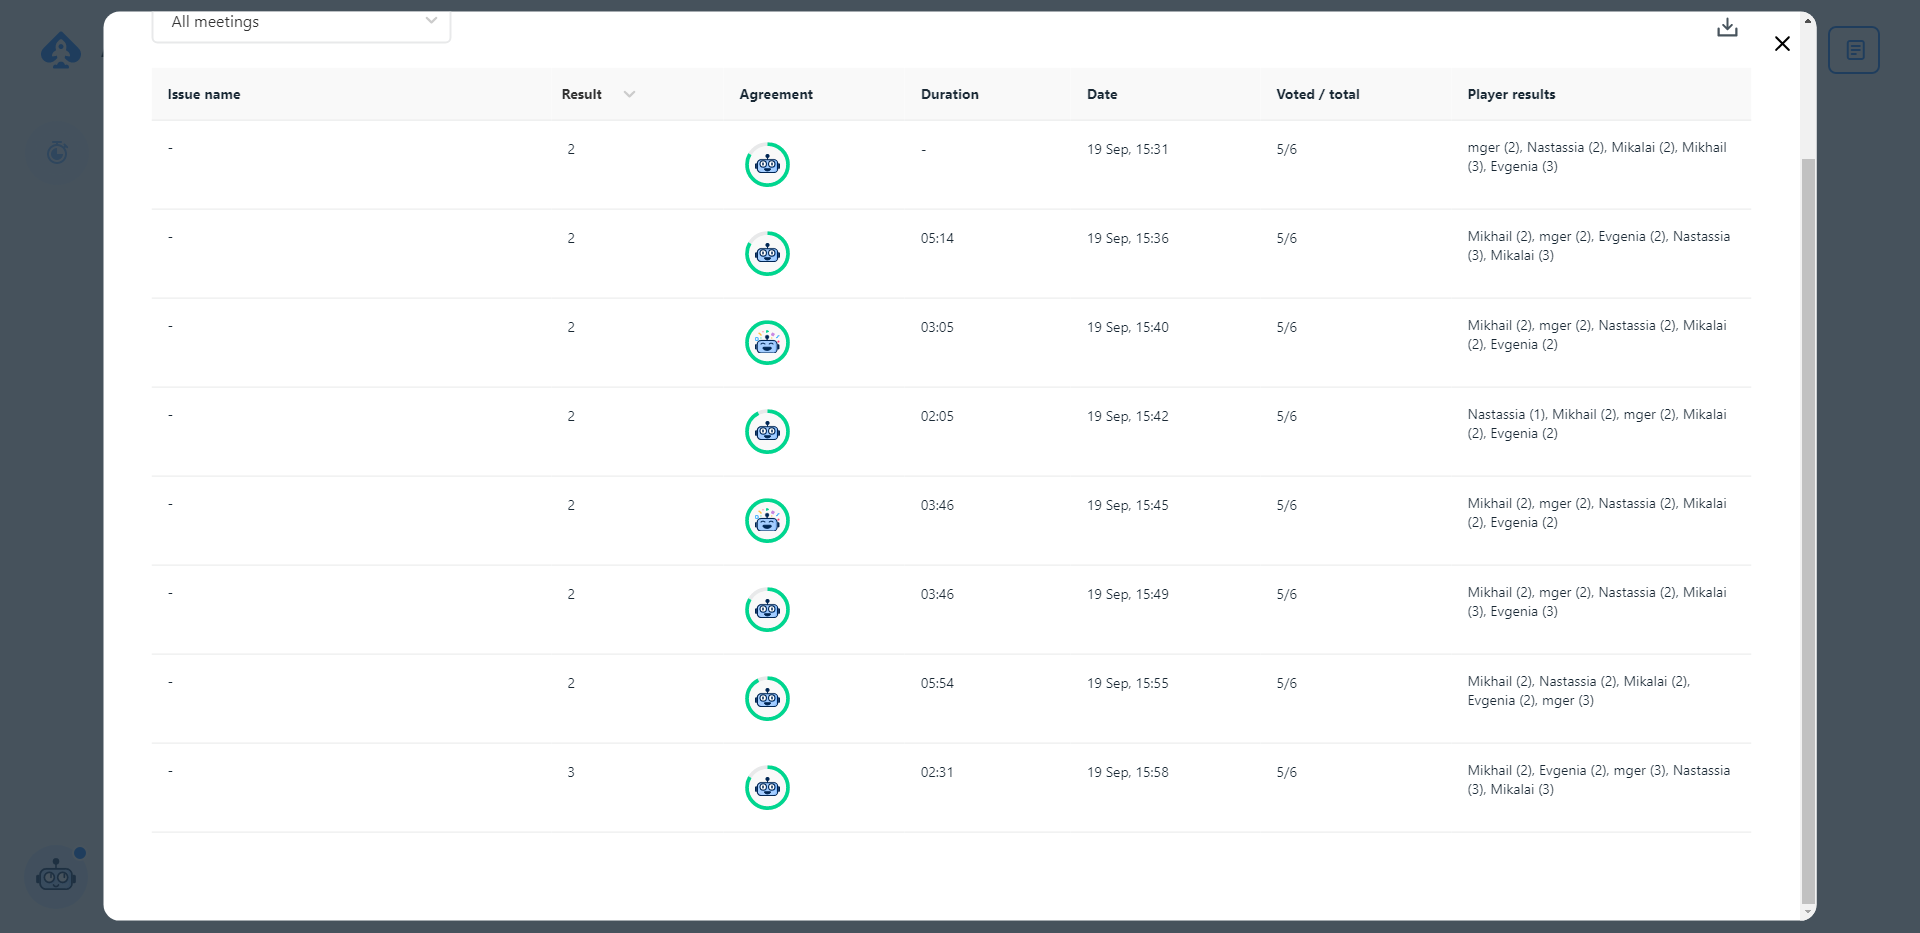 All meetings
Issue name Result Agreement Duration Date Voted / total Player results
- 2 - 19 Sep, 15:31 5/6 mger (2), Nastassia (2), Mikalai (2), Mikhail
(3), Evgenia (3)
- 2 05:14 19 Sep, 15:36 5/6 Mikhail (2), mger (2), Evgenia (2), Nastassia
(3), Mikalai (3)
- 2 03:05 19 Sep, 15:40 5/6 Mikhail (2), mger (2), Nastassia (2), Mikalai
(2), Evgenia (2)
- 2 02:05 19 Sep, 15:42 5/6 Nastassia (1), Mikhail (2), mger (2), Mikalai
(2), Evgenia (2)
- 2 03:46 19 Sep, 15:45 5/6 Mikhail (2), mger (2), Nastassia (2), Mikalai
(2), Evgenia (2)
- 2 03:46 19 Sep, 15:49 5/6 Mikhail (2), mger (2), Nastassia (2), Mikalai
(3), Evgenia (3)
- 2 05:54 19 Sep, 15:55 5/6 Mikhail (2), Nastassia (2), Mikalai (2),
Evgenia (2), mger (3)
- 3 02:31 19 Sep, 15:58 5/6 Mikhail (2), Evgenia (2), mger (3), Nastassia
(3), Mikalai (3)